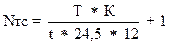 Nтс = Т * К / t * 24,5 * 12 + 1